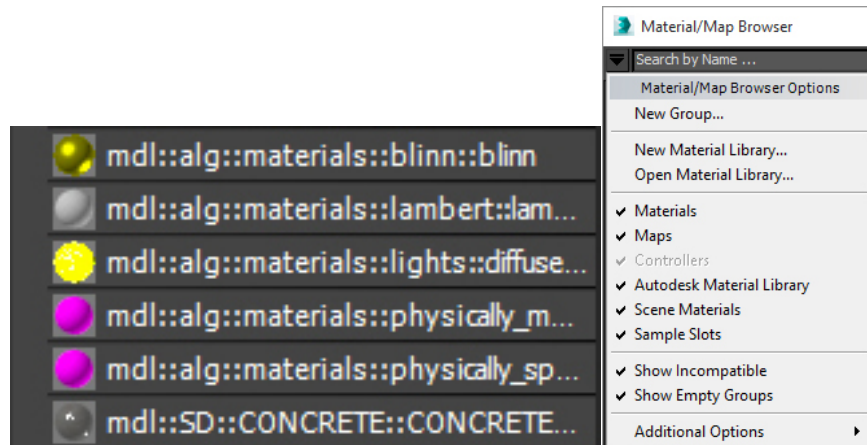 mdl::alg::materials::blinn::blinn
mdl::alg::materials::lambert::lam...
mdl::alg::materials::lights::diffuse...
mdl::alg::materials::physically_m...
mdl::alg::materials::physically_sp...
mdl::SD::CONCRETE::CONCRETE...
Material/Map Browser
Search by Name ...
Material/Map Browser Options
New Group...
New Material Library...
Open Material Library...
Materials
Maps
Controllers
Autodesk Material Library
Scene Materials
Sample Slots
Show Incompatible
Show Empty Groups
Additional Options